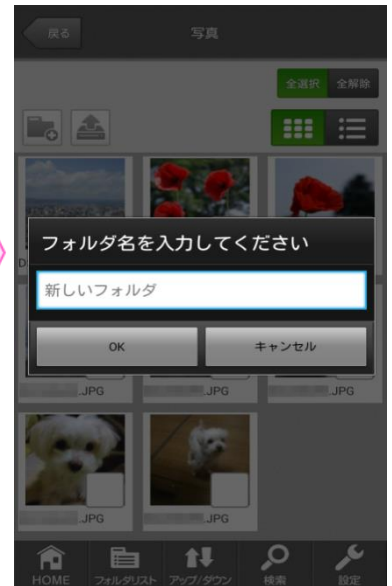 戻る
写真
全選択 全解除
フォルダ名を入力してください
新しいフォルダ
OK キャンセル
.JPG .JPG .JPG
.JPG .JPG
HOME フォルダリスト アップ/ダウン 検索 設定